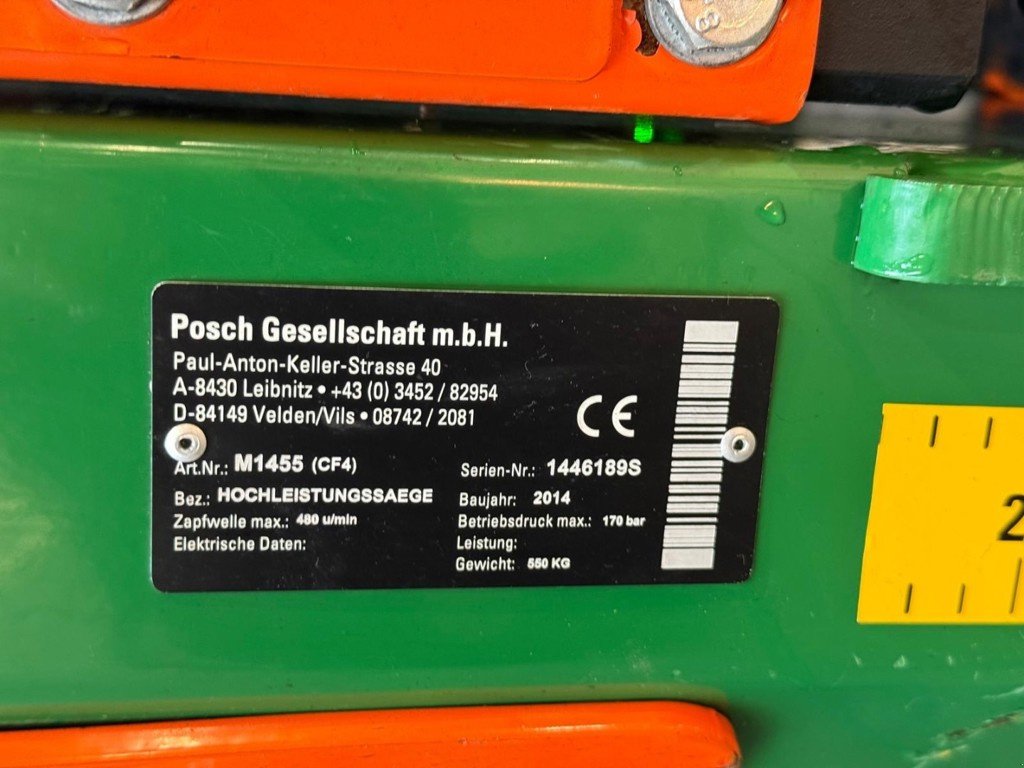 8-
Posch Gesellschaft m.b.H.
Paul-Anton-Keller-Strasse 40
A-8430 Leibnitz • +43 (0) 3452 / 82954
D-84149 Velden/Vils • 08742 / 2081
CE
Art.Nr.: M1455 (CF4)
Serien-Nr.: 1446189S
Bez.: HOCHLEISTUNGSSAEGE
Baujahr: 2014
Zapfwelle max.: 480 u/min
Betriebsdruck max.: 170 bar
Elektrische Daten:
Leistung:
Gewicht: 550 KG
2